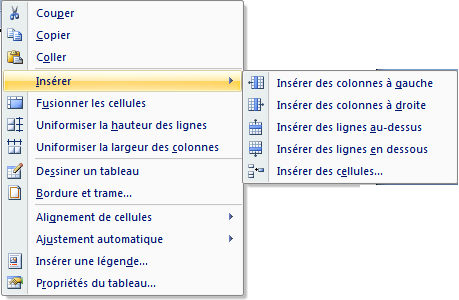 Couper
Copier
Coller
Insérer
Fusionner les cellules
Uniformiser la hauteur des lignes
Uniformiser la largeur des colonnes
Dessiner un tableau
Bordure et trame...
Alignement de cellules
Ajustement automatique
Insérer une légende...
Propriétés du tableau...
Insérer des colonnes à gauche
Insérer des colonnes à droite
Insérer des lignes au-dessus
Insérer des lignes en dessous
Insérer des cellules...